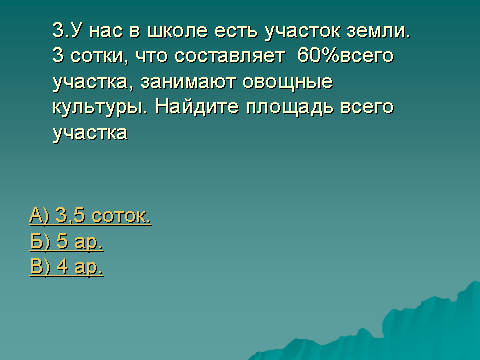 3.У нас в школе есть участок земли.
3 сотки, что составляет  60%всего
участка, занимают овощные
культуры. Найдите площадь всего
участка
А) 3,5 соток.
Б) 5 ар.
В) 4 ар.